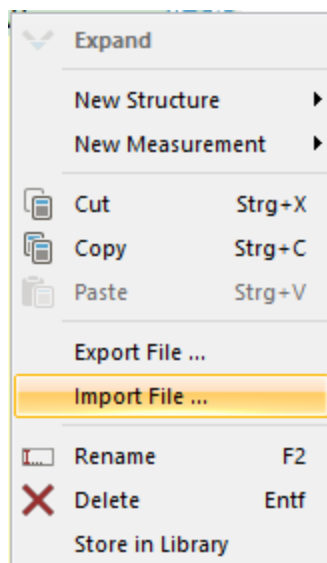 Expand
New Structure
New Measurement
Cut Strg+X
Copy Strg+C
Paste Strg+V
Export File ...
Import File ...
Rename F2
Delete Entf
Store in Library